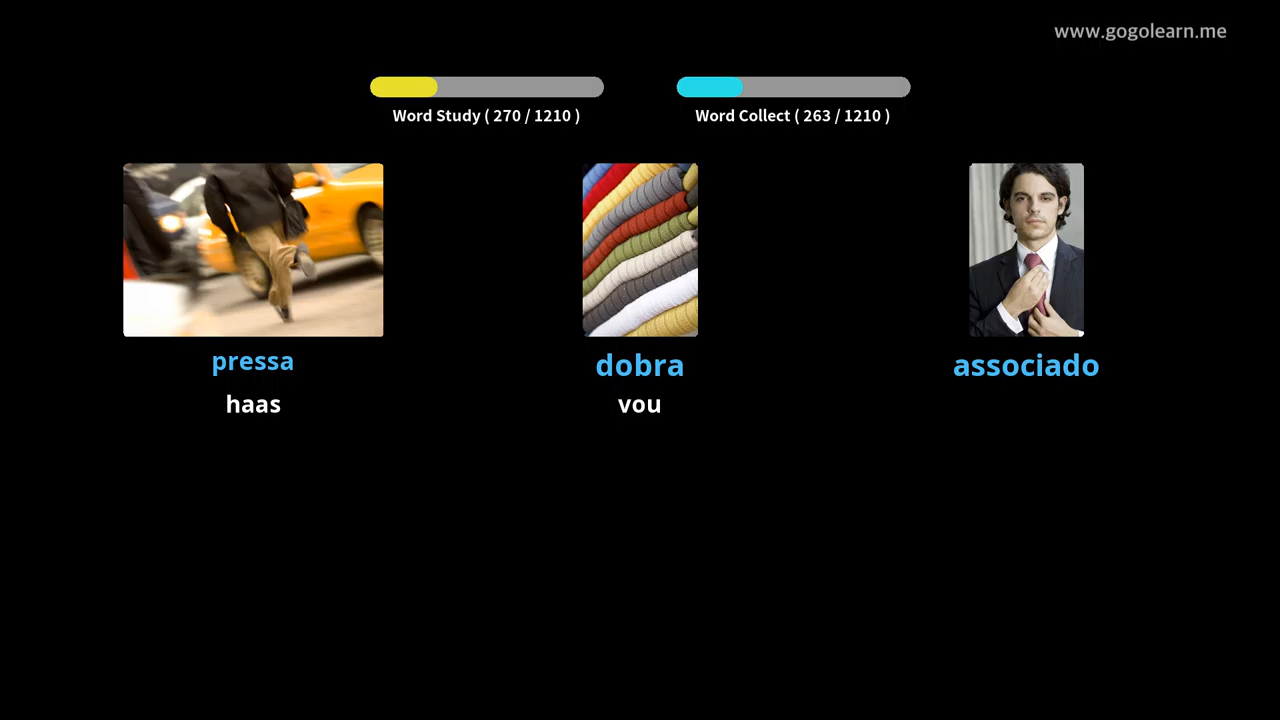 www.gogolearn.me
Word Study ( 270 / 1210 )
Word Collect ( 263 / 1210 )
pressa
haas
dobra
vou
associado